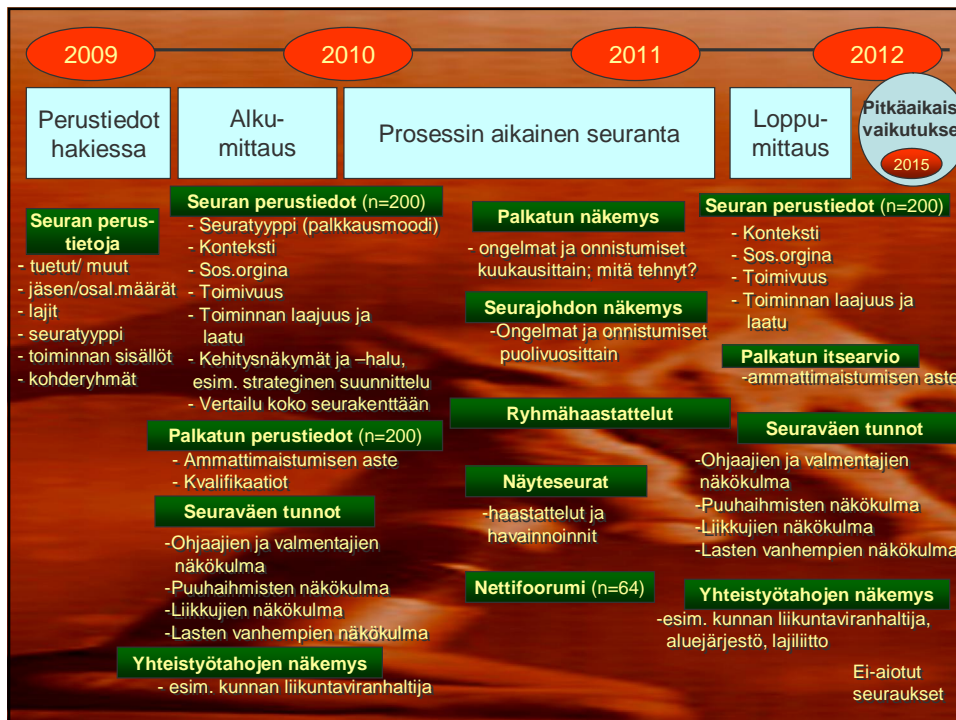 2009
2010
2011
2012
Perustiedot
hakiessa
Alku-
mittaus
Prosessin aikainen seuranta
Loppu-
mittaus
Pitkäaikais
vaikutukse
2015
Seuran perus-
tietoja
- tuetut/ muut
- jäsen/osal.määrät
- lajit
- seuratyyppi
- toiminnan sisällöt
- kohderyhmät
Seuran perustiedot (n=200)
- Seuratyyppi (palkkausmoodi)
- Konteksti
- Sos.orgina
- Toimivuus
- Toiminnan laajuus ja
laatu
- Kehitysnäkymät ja –halu,
esim. strateginen suunnittelu
- Vertailu koko seurakenttään
Palkatun perustiedot (n=200)
- Ammattimaistumisen aste
- Kvalifikaatiot
Seuraväen tunnot
-Ohjaajien ja valmentajien
näkökulma
-Puuhaihmisten näkökulma
-Liikkujien näkökulma
-Lasten vanhempien näkökulma
Yhteistyötahojen näkemys
- esim. kunnan liikuntaviranhaltija
Palkatun näkemys
- ongelmat ja onnistumiset
kuukausittain; mitä tehnyt?
Seurajohdon näkemys
-Ongelmat ja onnistumiset
puolivuosittain
Ryhmähaastattelut
Näyteseurat
-haastattelut ja
havainnoinnit
Nettifoorumi (n=64)
Seuran perustiedot (n=200)
- Konteksti
- Sos.orgina
- Toimivuus
- Toiminnan laajuus ja
laatu
Palkatun itsearvio
-ammattimaistumisen aste
Seuraväen tunnot
-Ohjaajien ja valmentajien
näkökulma
-Puuhaihmisten näkökulma
-Liikkujien näkökulma
-Lasten vanhempien näkökulma
Yhteistyötahojen näkemys
-esim. kunnan liikuntaviranhaltija,
aluejärjestö, lajiliitto
Ei-aiotut
seuraukset